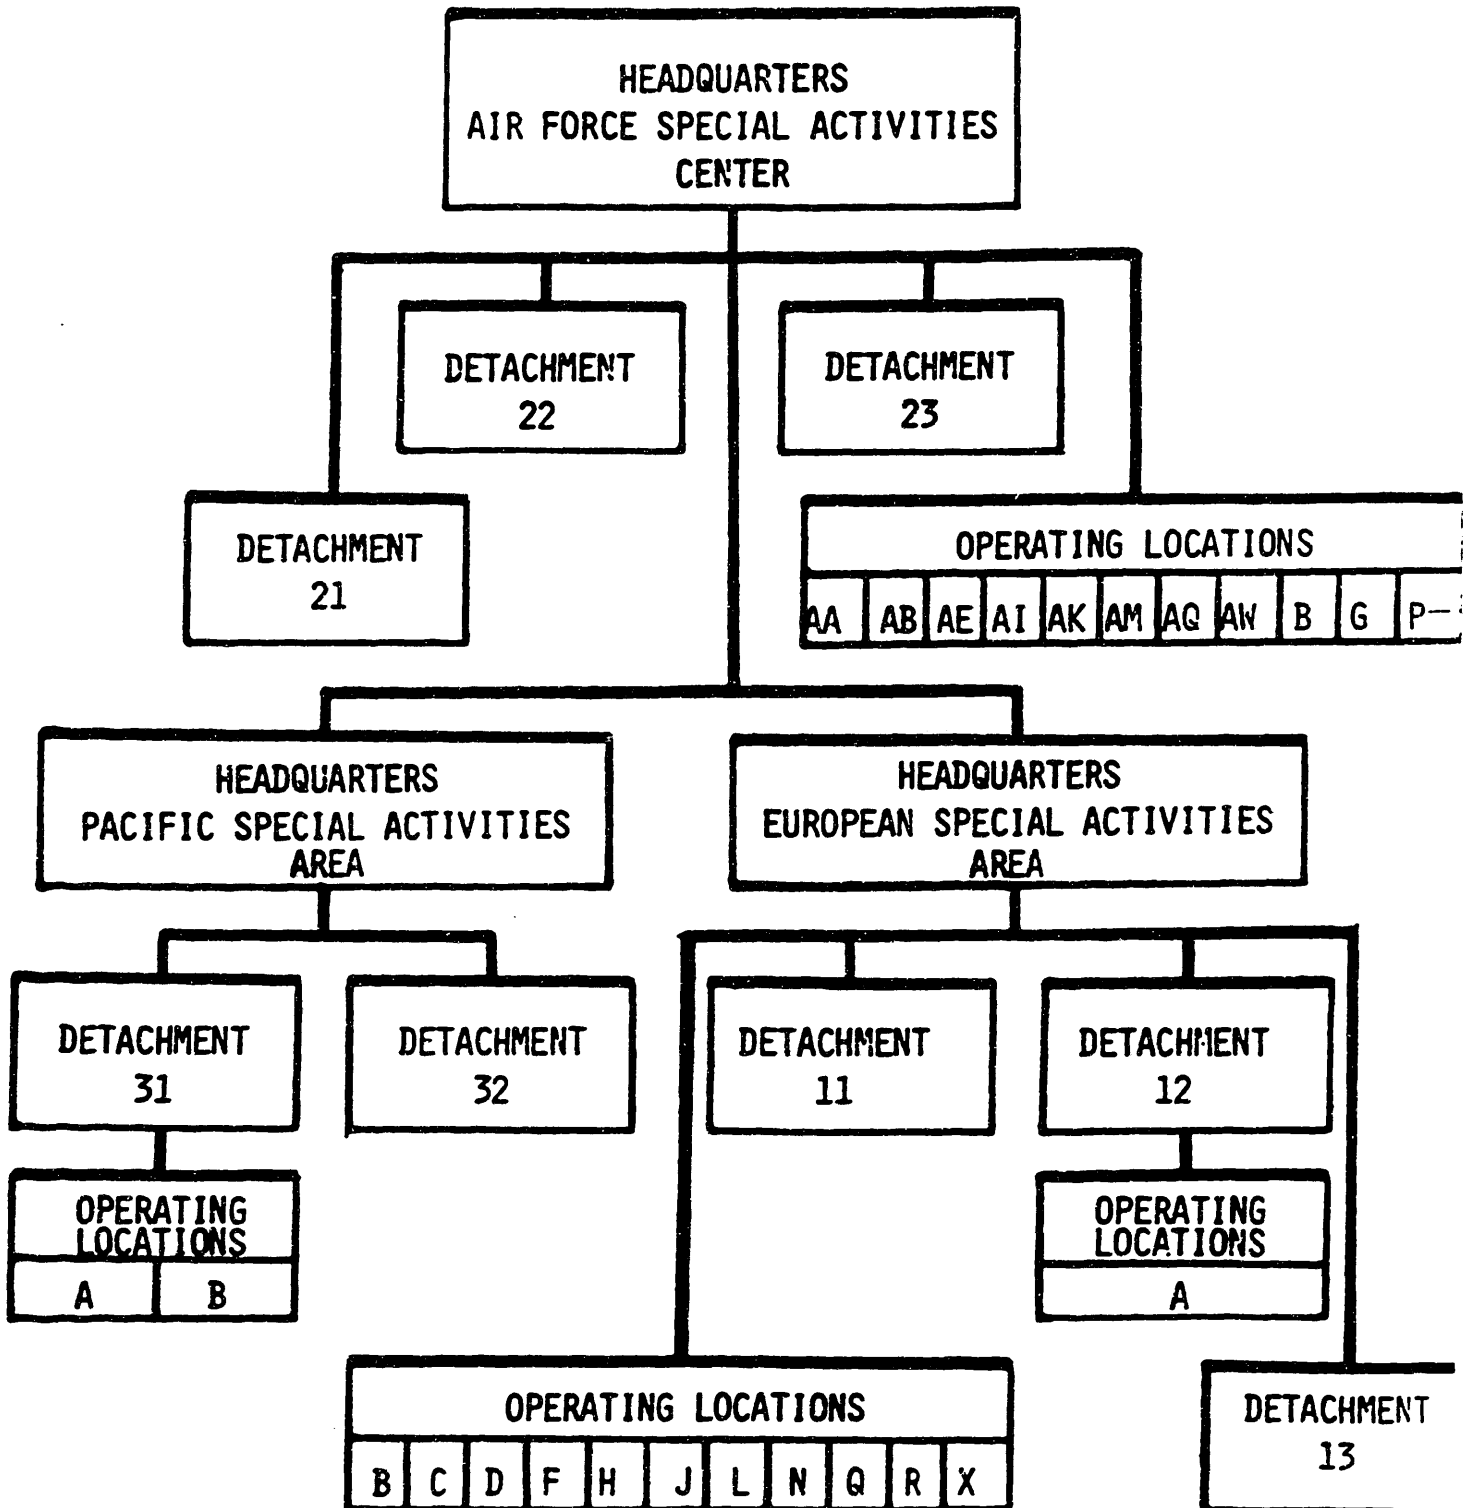 HEADQUARTERS
AIR FORCE SPECIAL ACTIVITIES
CENTER
DETACHMENT
22
DETACHMENT
23
DETACHMENT
21
OPERATING LOCATIONS
AA AB AE AI AK AM AQ AW B G P
HEADQUARTERS
PACIFIC SPECIAL ACTIVITIES
AREA
HEADQUARTERS
EUROPEAN SPECIAL ACTIVITIES
AREA
DETACHMENT
31
DETACHMENT
32
DETACHMENT
11
DETACHMENT
12
OPERATING
LOCATIONS
A B
OPERATING
LOCATIONS
A
OPERATING LOCATIONS
B C D F H J L N Q R X
DETACHMENT
13